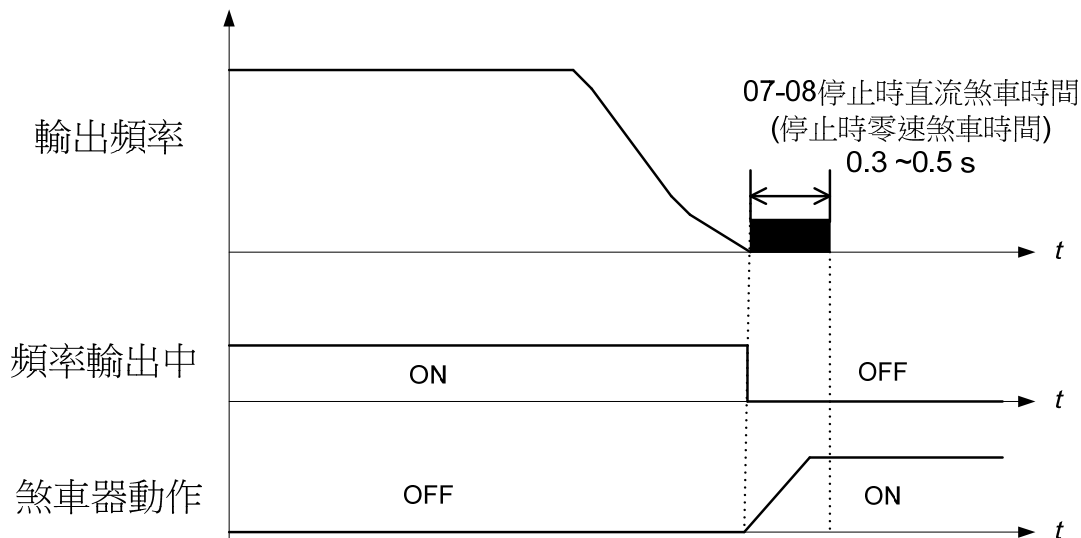 07-08停止時直流煞車時間
(停止時零速煞車時間)
0.3 ~0.5 s
輸出頻率
t
頻率輸出中
ON
OFF
t
煞車器動作
OFF
ON
t